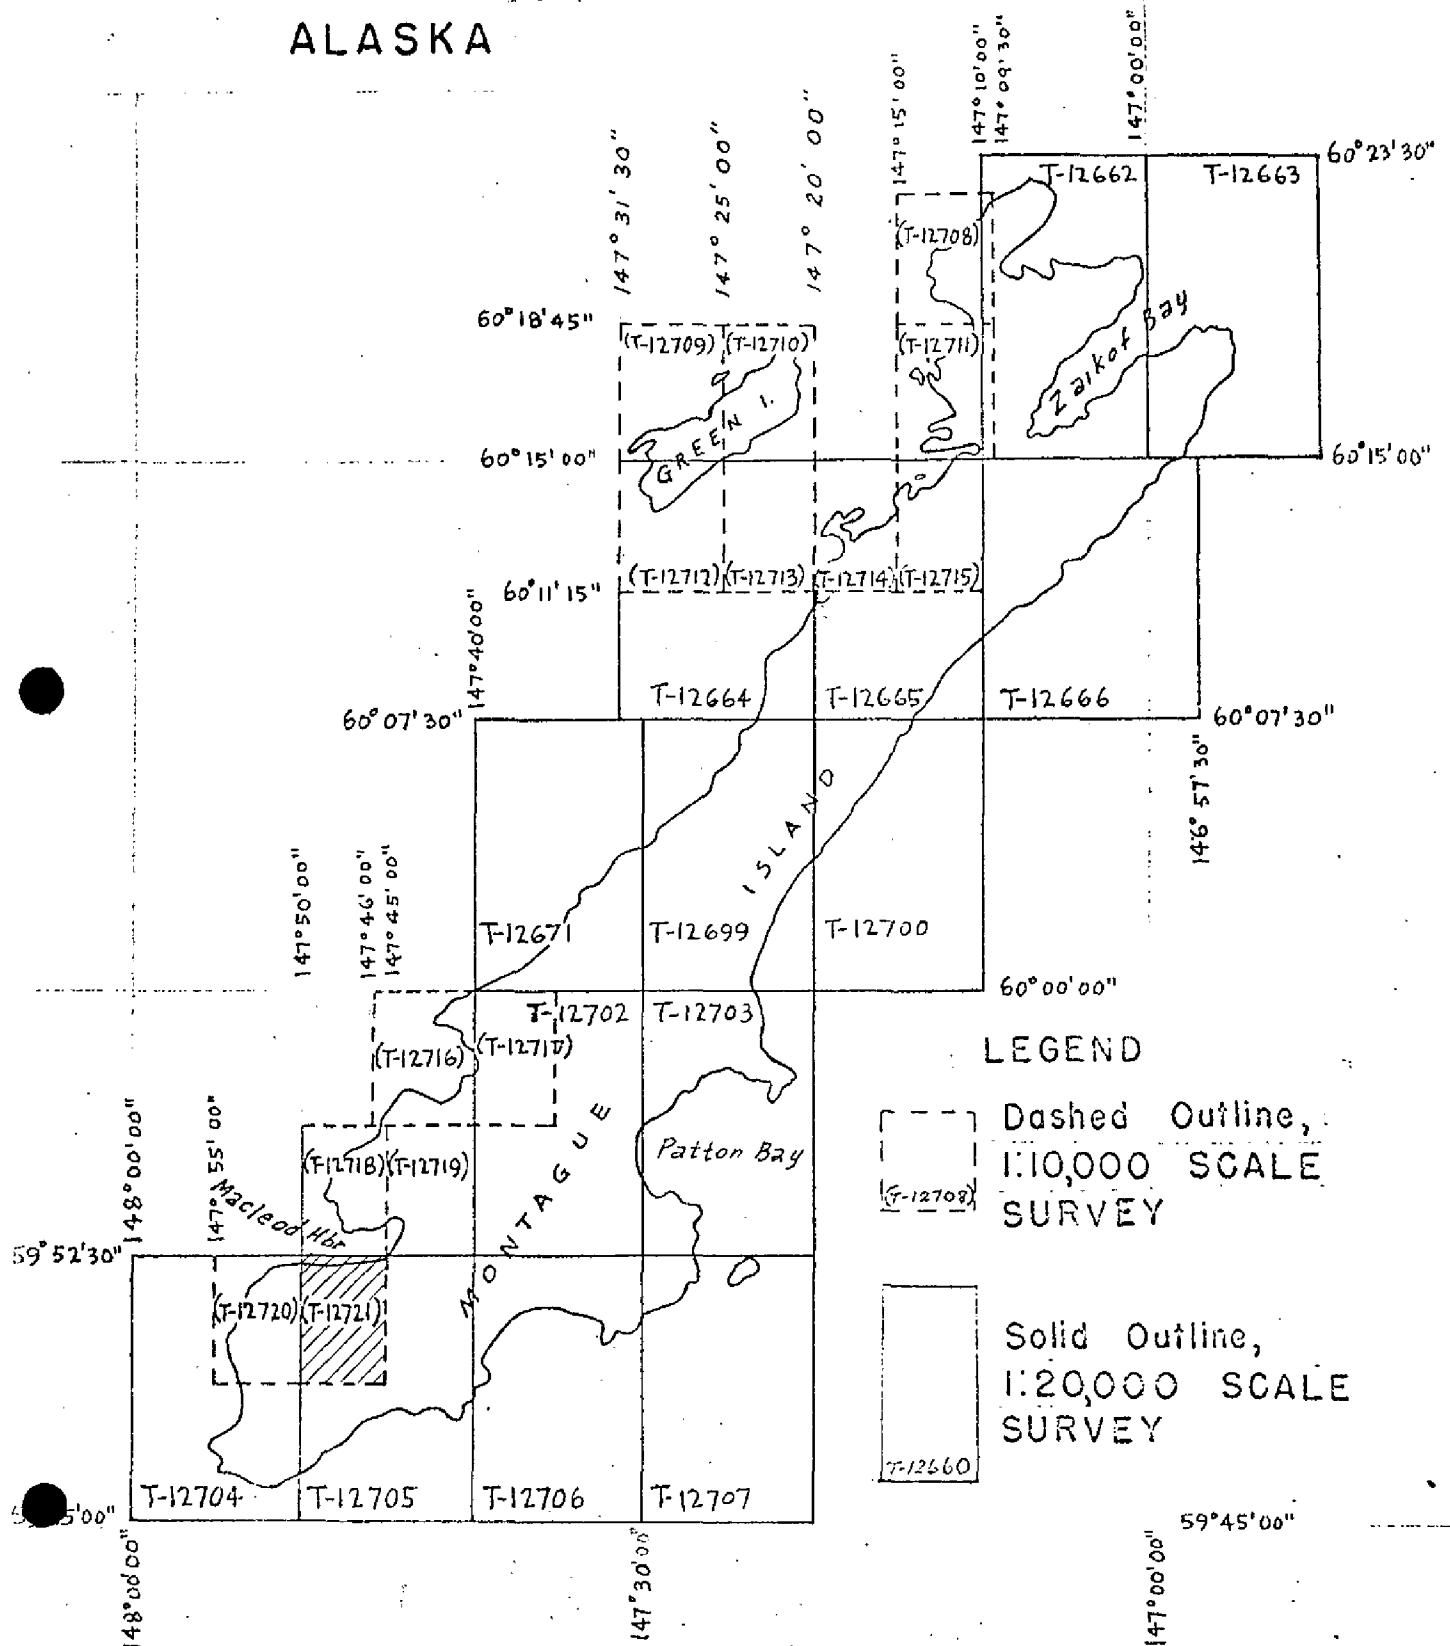 ALASKA
147° 31' 30"
147° 25' 00"
147° 20' 00"
147° 15' 00"
147° 10' 00"
147° 09' 30"
147° 00' 00"
60° 23' 30"
T-12662
T-12663
(T-12708)
60° 18' 45"
(T-12709)
(T-12710)
(T-12711)
Zaikof Bay
GREEN I.
60° 15' 00"
60° 15' 00"
(T-12712)
(T-12713)
(T-12714)
(T-12715)
60° 11' 15"
147° 40' 00"
T-12664
T-12665
T-12666
60° 07' 30"
60° 07' 30"
146° 57' 30"
MONTAGUE ISLAND
147° 50' 00"
147° 46' 00"
147° 45' 00"
T-12671
T-12699
T-12700
60° 00' 00"
T-12702
T-12703
(T-12716)
Patton Bay
(T-12718)
(T-12719)
148° 00' 00"
147° 55' 00"
Macleod Hbr
59° 52' 30"
(T-12720)
(T-12721)
T-12704
T-12705
T-12706
T-12707
148° 00' 00"
147° 30' 00"
147° 00' 00"
59° 45' 00"
LEGEND
Dashed Outline,
1:10,000 SCALE
SURVEY
(T-12708)
Solid Outline,
1:20,000 SCALE
SURVEY
T-12660